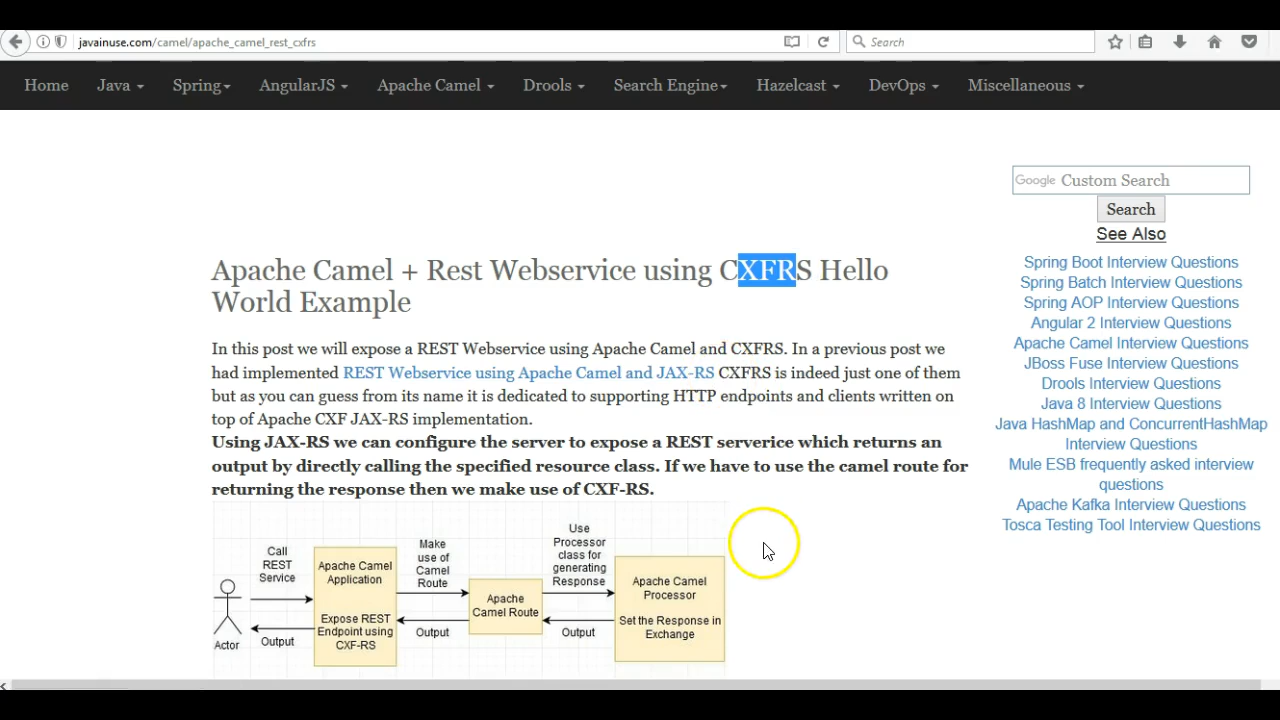 javainuse.com/camel/apache_camel_rest_cxfrs
Search
Home Java Spring AngularJS Apache Camel Drools Search Engine Hazelcast DevOps Miscellaneous
Google Custom Search
Search
See Also
Spring Boot Interview Questions
Spring Batch Interview Questions
Spring AOP Interview Questions
Angular 2 Interview Questions
Apache Camel Interview Questions
JBoss Fuse Interview Questions
Drools Interview Questions
Java 8 Interview Questions
Java HashMap and ConcurrentHashMap
Interview Questions
Mule ESB frequently asked interview
questions
Apache Kafka Interview Questions
Tosca Testing Tool Interview Questions
Apache Camel + Rest Webservice using CXFRS Hello
World Example
In this post we will expose a REST Webservice using Apache Camel and CXFRS. In a previous post we
had implemented REST Webservice using Apache Camel and JAX-RS CXFRS is indeed just one of them
but as you can guess from its name it is dedicated to supporting HTTP endpoints and clients written on
top of Apache CXF JAX-RS implementation.
Using JAX-RS we can configure the server to expose a REST serverice which returns an
output by directly calling the specified resource class. If we have to use the camel route for
returning the response then we make use of CXF-RS.
Actor
Call
REST
Service
Output
Apache Camel
Application
Expose REST
Endpoint using
CXF-RS
Make
use of
Camel
Route
Output
Apache
Camel Route
Use
Processor
class for
generating
Response
Output
Apache Camel
Processor
Set the Response in
Exchange